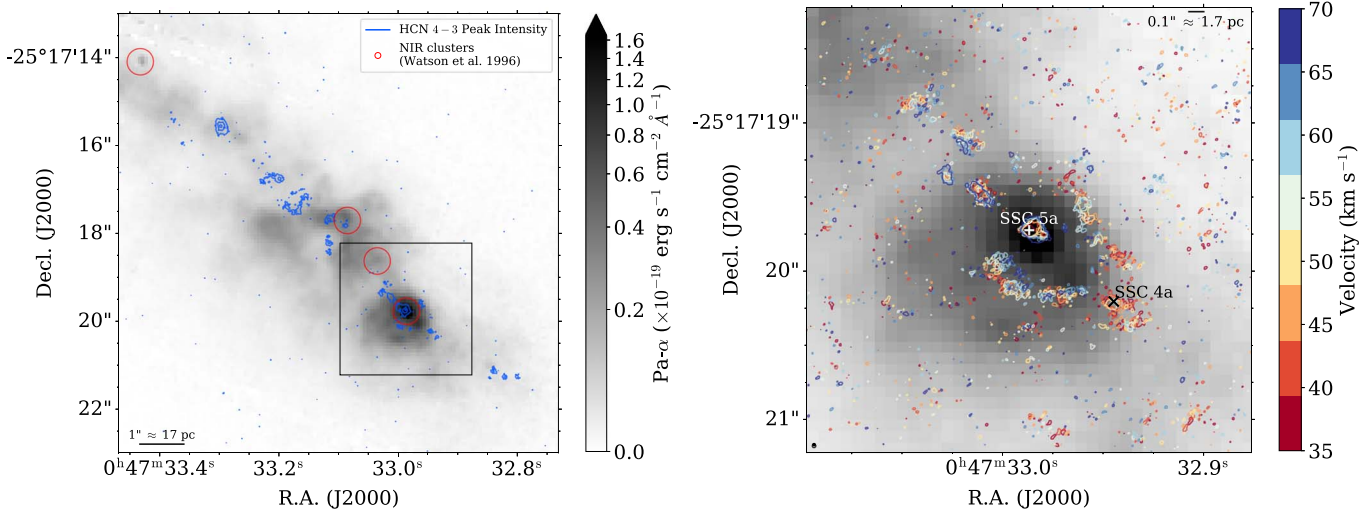 HCN 4 − 3 Peak Intensity
NIR clusters
(Watson et al. 1996)
-25°17'14"
16"
18"
20"
22"
Decl. (J2000)
1" ≈ 17 pc
0ʰ47ᵐ33.4ˢ
33.2ˢ
33.0ˢ
32.8ˢ
R.A. (J2000)
1.6
1.4
1.2
1.0
0.8
0.6
0.4
0.2
0.0
Pa-α (×10⁻¹⁹ erg s⁻¹ cm⁻² Å⁻¹)
0.1" ≈ 1.7 pc
-25°17'19"
20"
21"
Decl. (J2000)
SSC 5a
SSC 4a
0ʰ47ᵐ33.0ˢ
32.9ˢ
R.A. (J2000)
70
65
60
55
50
45
40
35
Velocity (km s⁻¹)